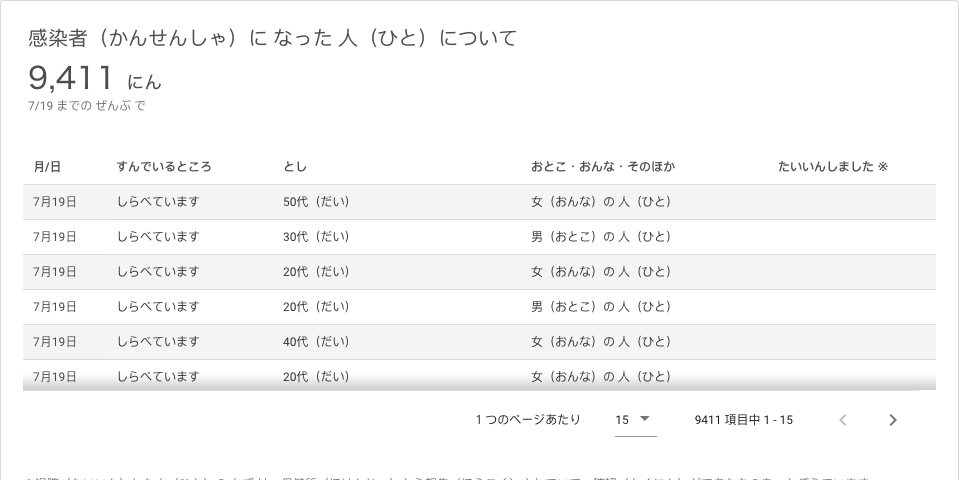 感染者（かんせんしゃ）に なった 人（ひと）について
9,411 にん
7/19 までの ぜんぶ で
月/日 すんでいるところ とし おとこ・おんな・そのほか たいいんしました ※
7月19日 しらべています 50代（だい） 女（おんな）の 人（ひと）
7月19日 しらべています 30代（だい） 男（おとこ）の 人（ひと）
7月19日 しらべています 20代（だい） 女（おんな）の 人（ひと）
7月19日 しらべています 20代（だい） 男（おとこ）の 人（ひと）
7月19日 しらべています 40代（だい） 女（おんな）の 人（ひと）
7月19日 しらべています 20代（だい） 女（おんな）の 人（ひと）
1 つのページあたり 15 9411 項目中 1 - 15